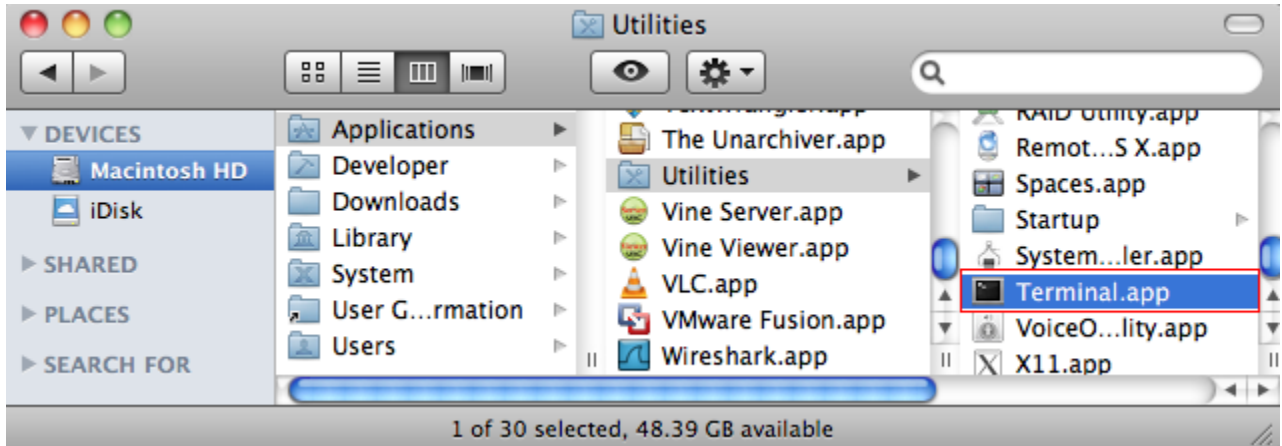 Utilities
DEVICES
Macintosh HD
iDisk
SHARED
PLACES
SEARCH FOR
Applications
Developer
Downloads
Library
System
User G...rmation
Users
The Unarchiver.app
Utilities
Vine Server.app
Vine Viewer.app
VLC.app
VMware Fusion.app
Wireshark.app
RAID Utility.app
Remot...S X.app
Spaces.app
Startup
System...ler.app
Terminal.app
VoiceO...lity.app
X11.app
1 of 30 selected, 48.39 GB available